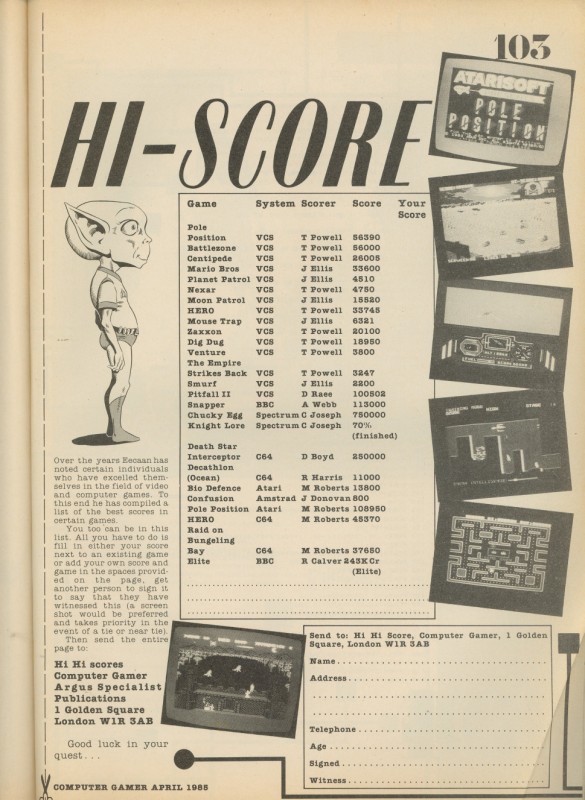 103
HI-SCORE
ATARISOFT
POLE
POSITION
Game System Scorer Score Your
Score
Pole
Position VCS T Powell 56390
Battlezone VCS T Powell 56000
Centipede VCS T Powell 26005
Mario Bros VCS J Ellis 33600
Planet Patrol VCS J Ellis 4510
Nexar VCS T Powell 4750
Moon Patrol VCS J Ellis 15520
HERO VCS T Powell 33745
Mouse Trap VCS J Ellis 6321
Zaxxon VCS T Powell 20100
Dig Dug VCS T Powell 18950
Venture VCS T Powell 3800
The Empire
Strikes Back VCS T Powell 3247
Smurf VCS J Ellis 2200
Pitfall II VCS D Raee 100502
Snapper BBC A Webb 113000
Chucky Egg Spectrum C Joseph 750000
Knight Lore Spectrum C Joseph 70%
(finished)
Death Star
Interceptor C64 D Boyd 250000
Decathlon
(Ocean) C64 R Harris 11000
Bio Defence Atari M Roberts 13800
Confusion Amstrad J Donovan 800
Pole Position Atari M Roberts 108950
HERO C64 M Roberts 45370
Raid on
Bungeling
Bay C64 M Roberts 37650
Elite BBC R Calver 243K Cr
(Elite)
Over the years Eecaan has
noted certain individuals
who have excelled them-
selves in the field of video
and computer games. To
this end he has compiled a
list of the best scores in
certain games.
You too can be in this
list. All you have to do is
fill in either your score
next to an existing game
or add your own score and
game in the spaces provid-
ed on the page, get
another person to sign it
to say that they have
witnessed this (a screen
shot would be preferred
and takes priority in the
event of a tie or near tie).
Then send the entire
page to:
Hi Hi scores
Computer Gamer
Argus Specialist
Publications
1 Golden Square
London W1R 3AB
Good luck in your
quest...
Send to: Hi Hi Score, Computer Gamer, 1 Golden
Square, London W1R 3AB
Name
Address
Telephone
Age
Signed
Witness
COMPUTER GAMER APRIL 1985